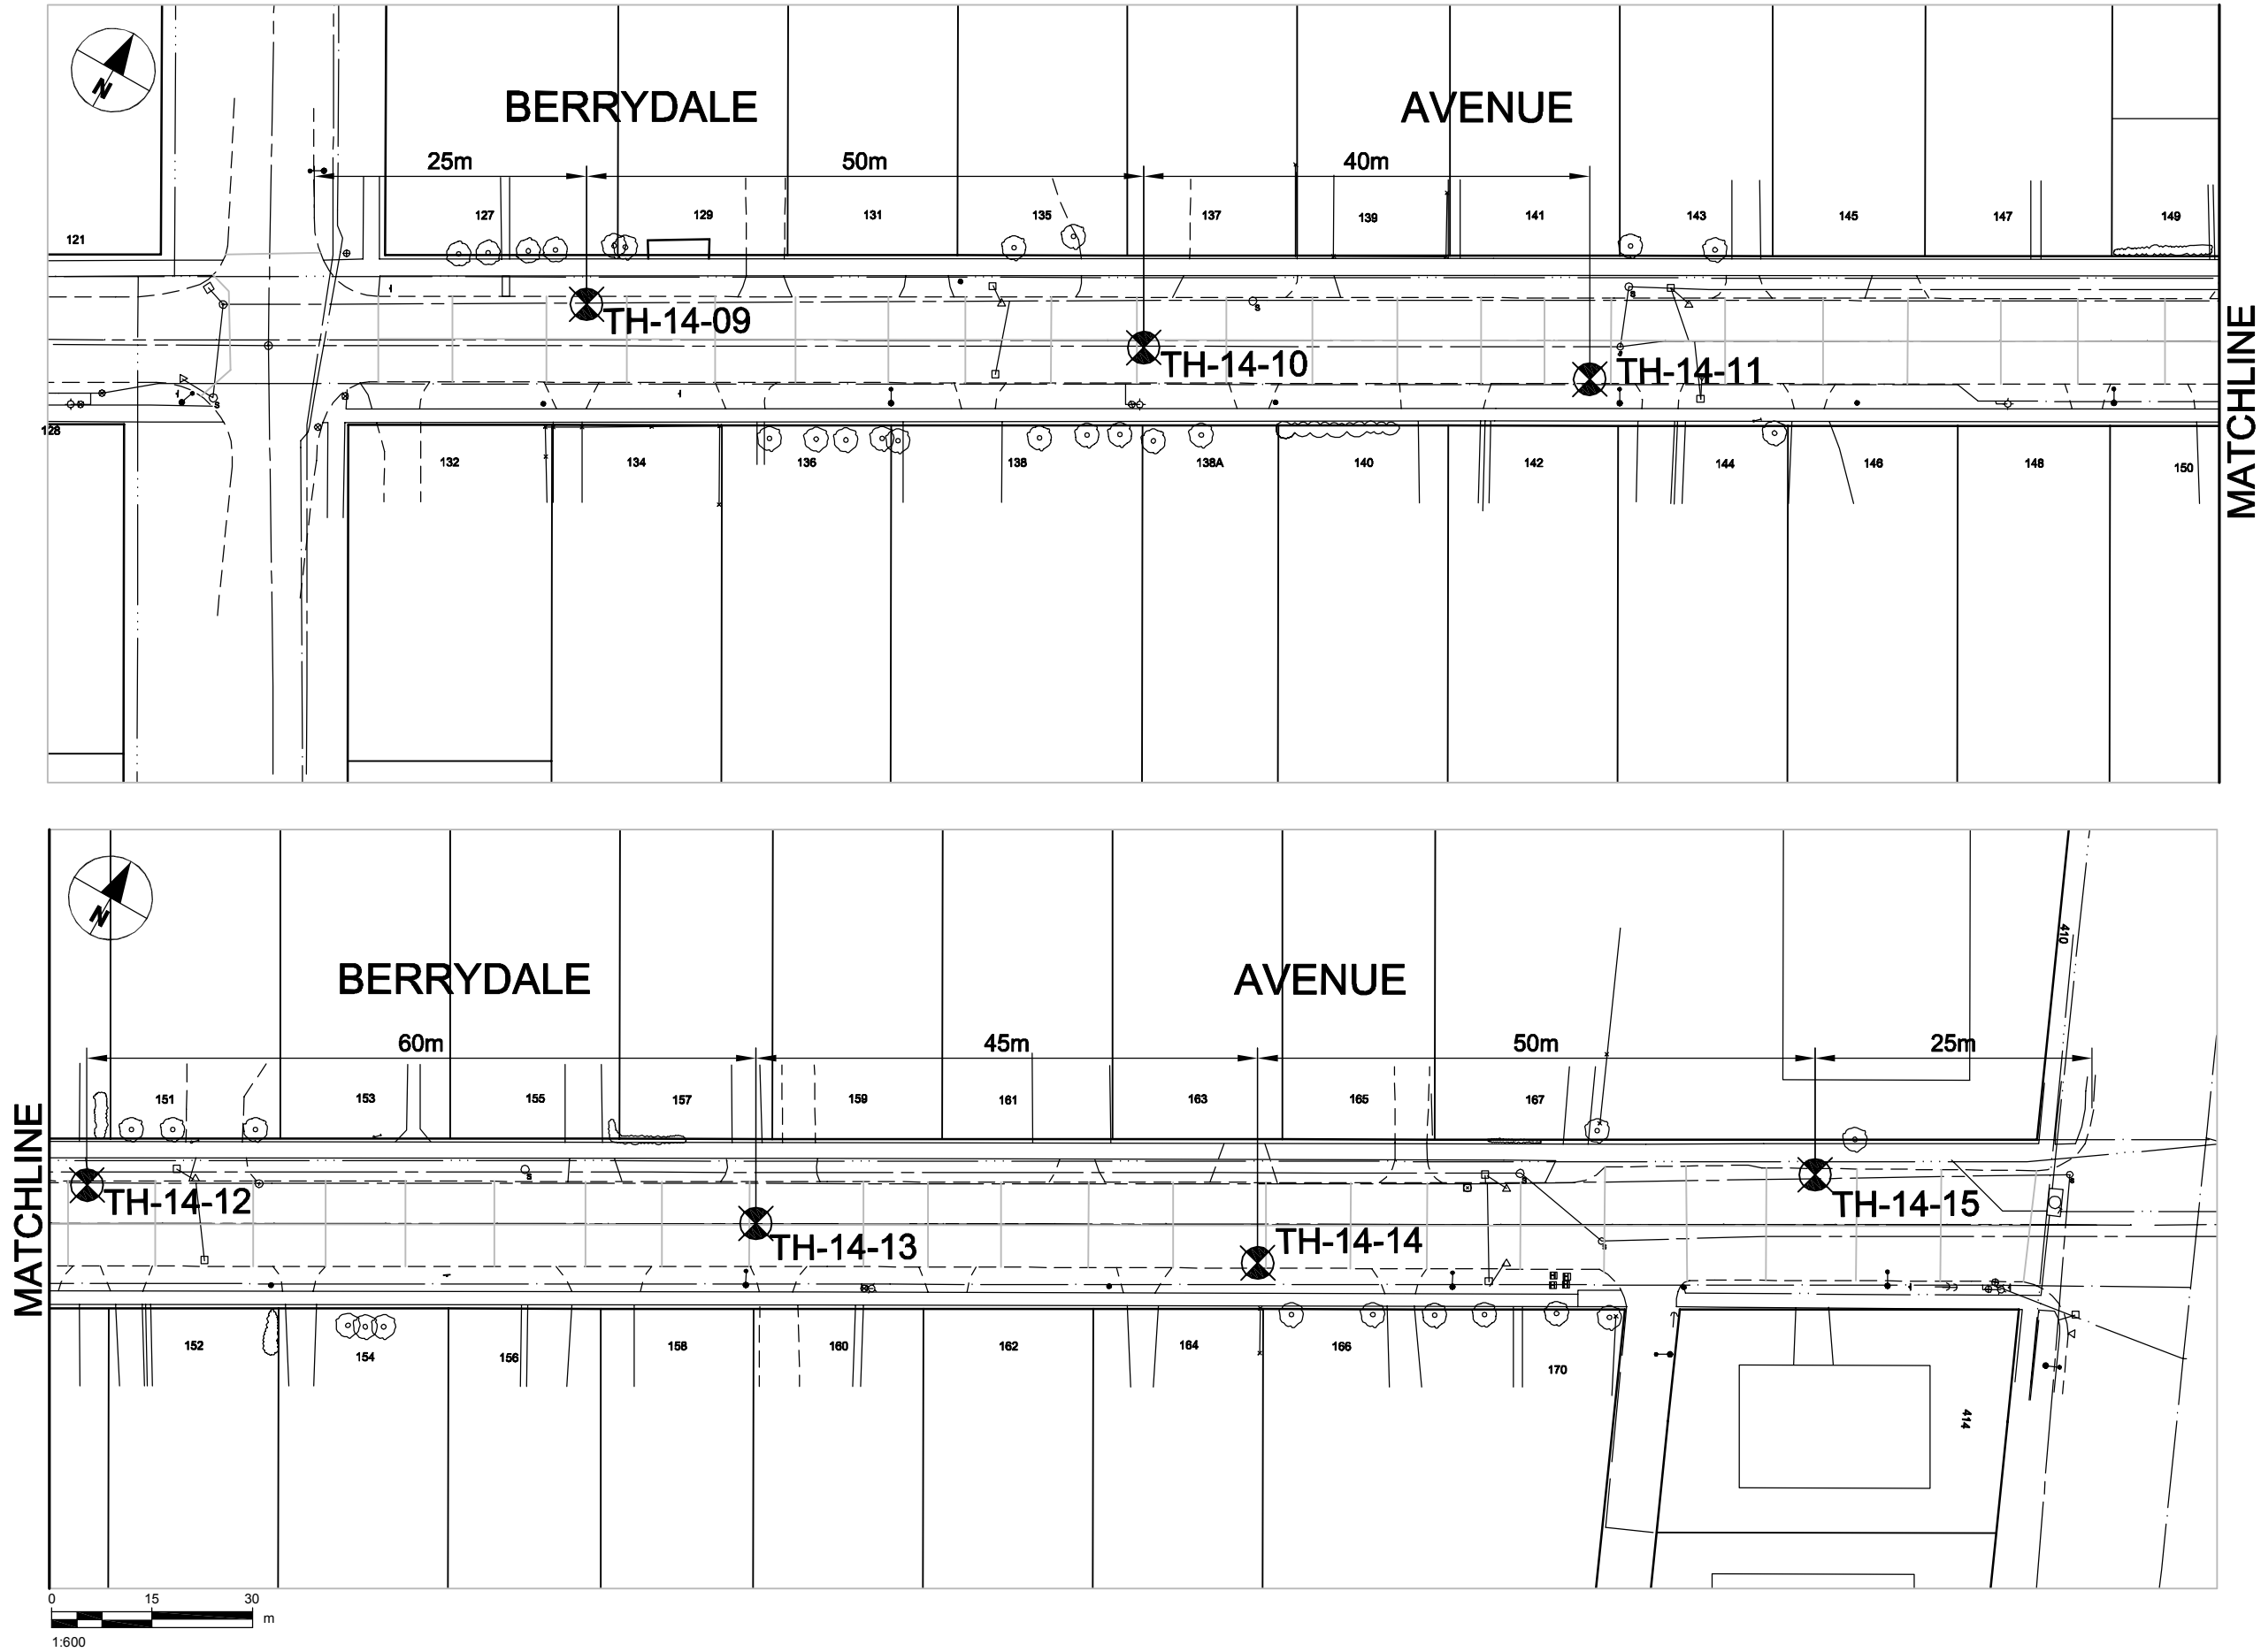 N
BERRYDALE AVENUE
25m 50m 40m
127 129 131 135 137 139 141 143 145 147 149
121
TH-14-09
TH-14-10
TH-14-11
MATCHLINE
128
132 134 136 138 138A 140 142 144 146 148 150
N
410
BERRYDALE AVENUE
60m 45m 50m 25m
151 153 155 157 159 161 163 165 167
MATCHLINE
TH-14-12
TH-14-13
TH-14-14
TH-14-15
152 154 156 158 160 162 164 166 170
414
0 15 30
m
1:600